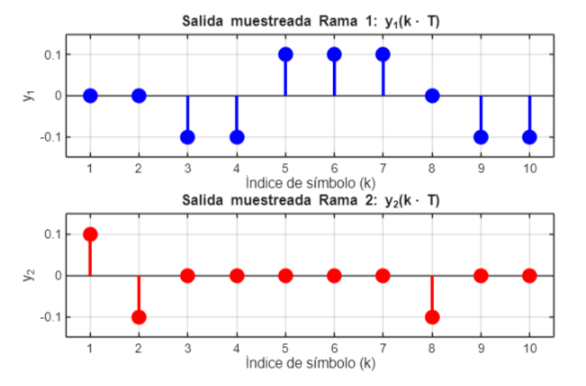 Salida muestreada Rama 1: y₁(k · T)
0.1
0
-0.1
y₁
1 2 3 4 5 6 7 8 9 10
Índice de símbolo (k)
Salida muestreada Rama 2: y₂(k · T)
0.1
0
-0.1
y₂
1 2 3 4 5 6 7 8 9 10
Índice de símbolo (k)